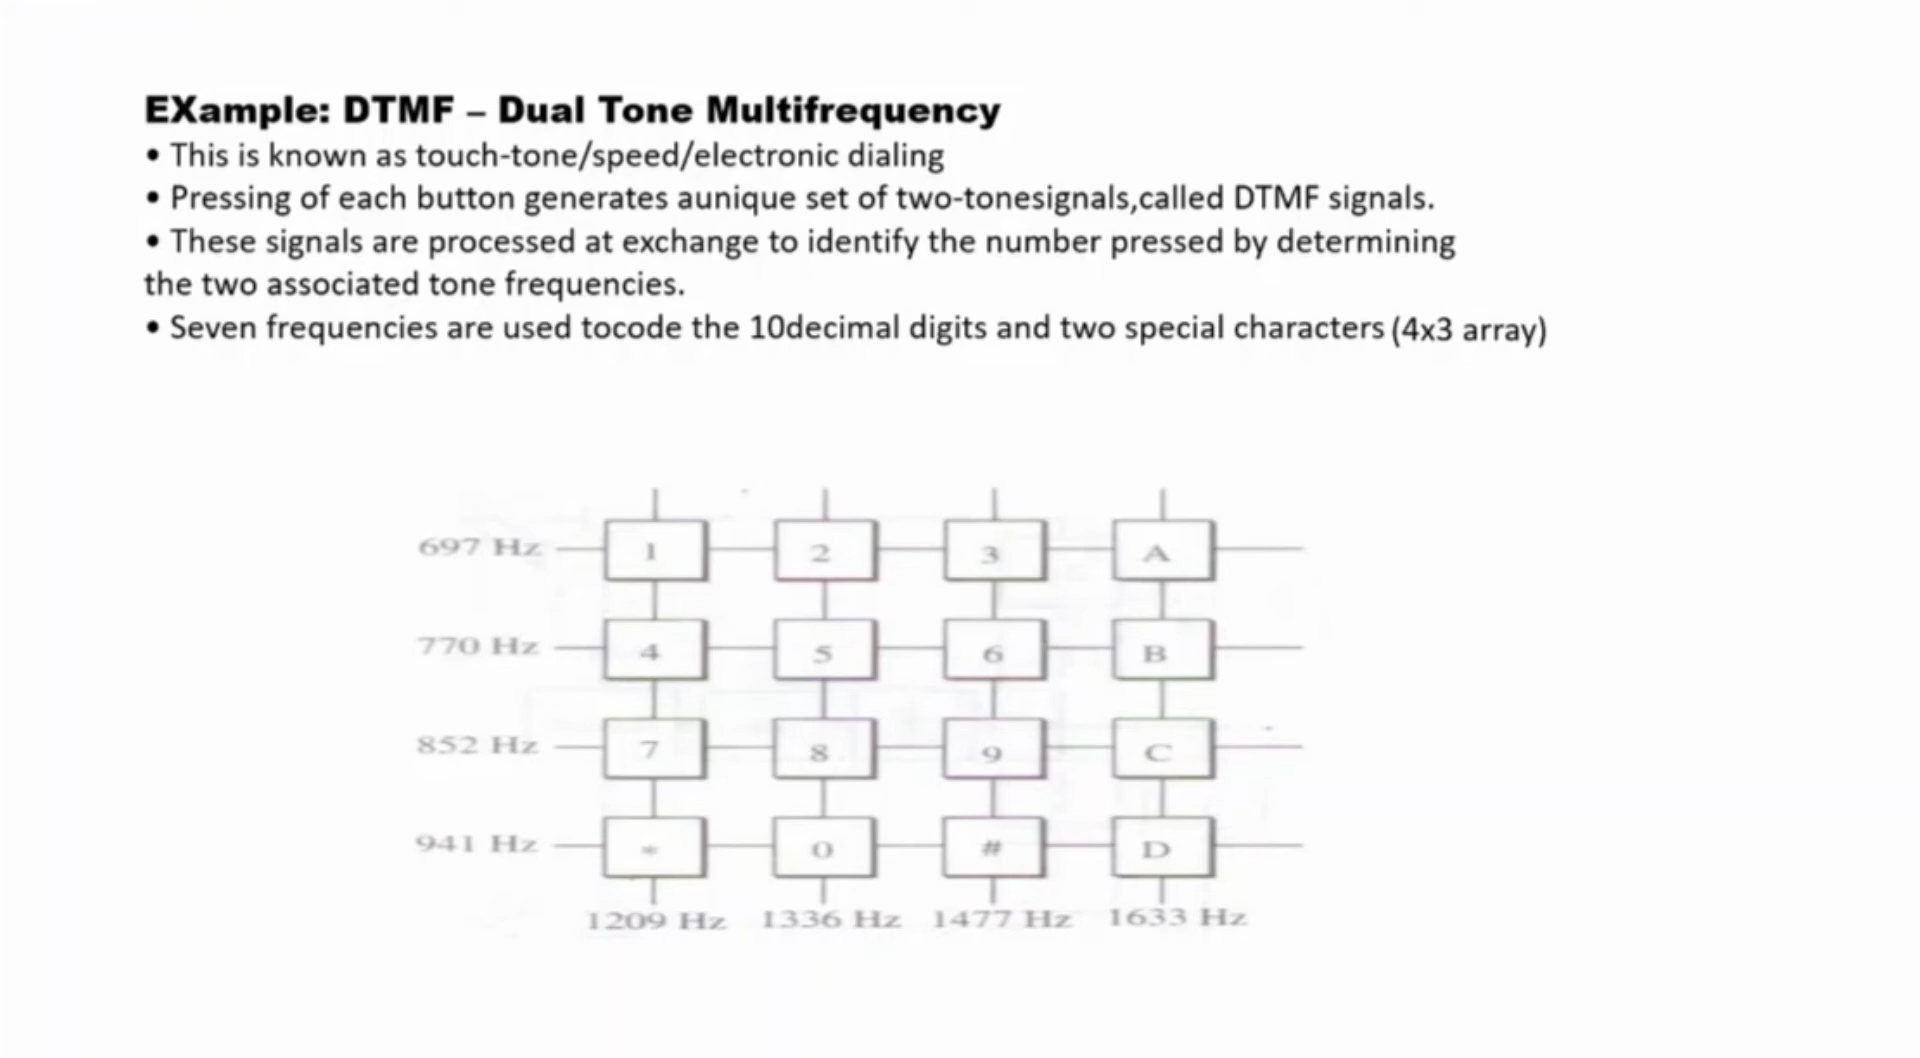 EXample: DTMF – Dual Tone Multifrequency
• This is known as touch-tone/speed/electronic dialing
• Pressing of each button generates aunique set of two-tonesignals,called DTMF signals.
• These signals are processed at exchange to identify the number pressed by determining
the two associated tone frequencies.
• Seven frequencies are used tocode the 10decimal digits and two special characters (4x3 array)
697 Hz 1 2 3 A
770 Hz 4 5 6 B
852 Hz 7 8 9 C
941 Hz * 0 # D
1209 Hz 1336 Hz 1477 Hz 1633 Hz